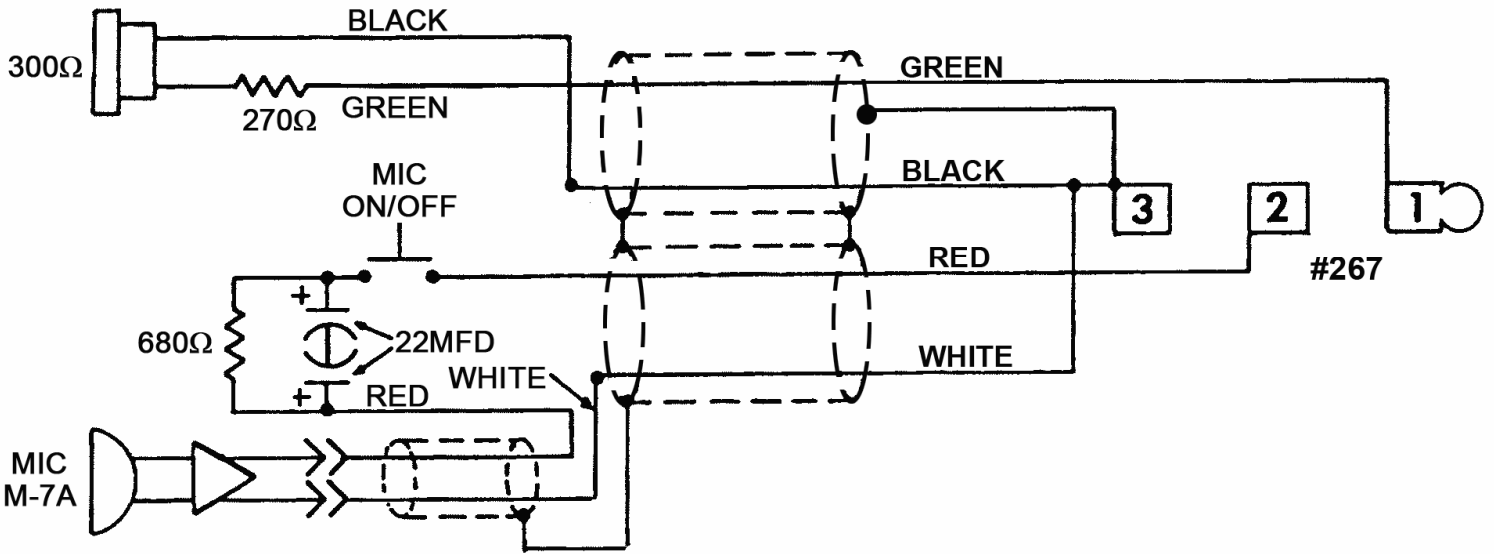 BLACK
300Ω
GREEN
270Ω
GREEN
MIC
ON/OFF
BLACK
3
2
1
RED
#267
+
680Ω
22MFD
WHITE
WHITE
+
RED
MIC
M-7A